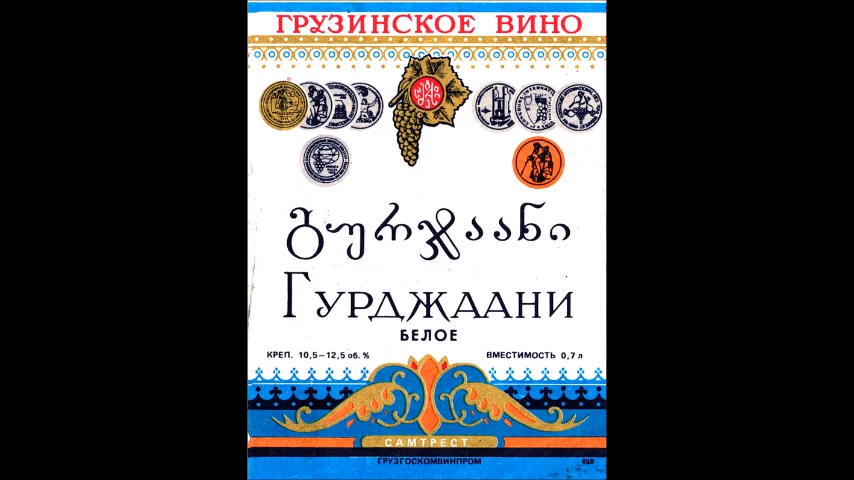 ГРУЗИНСКОЕ ВИНО
გურჯაანი
ГУРДЖААНИ
БЕЛОЕ
КРЕП. 10,5–12,5 об. % ВМЕСТИМОСТЬ 0,7 л
САМТРЕСТ
ГРУЗГОСКОМВИНПРОМ